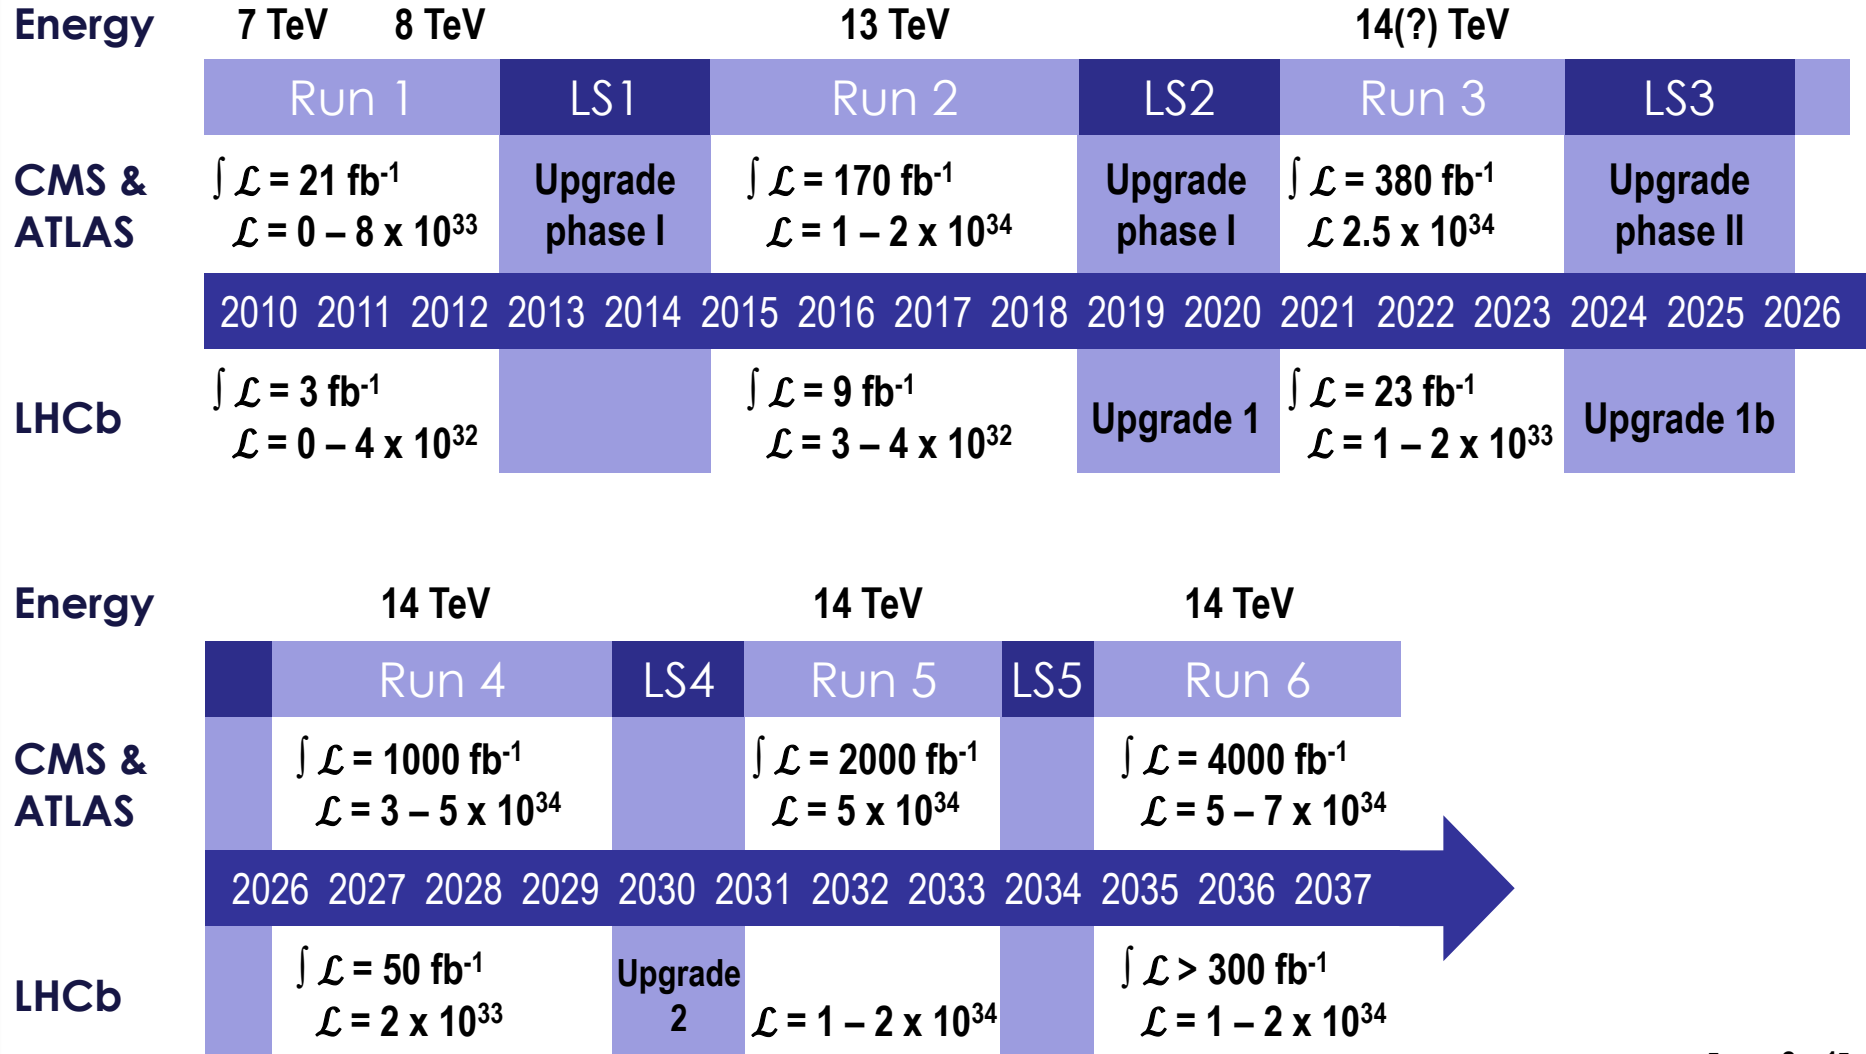 Energy 7 TeV 8 TeV 13 TeV 14(?) TeV
Run 1 LS1 Run 2 LS2 Run 3 LS3
CMS & ∫ ℒ = 21 fb⁻¹ Upgrade ∫ ℒ = 170 fb⁻¹ Upgrade ∫ ℒ = 380 fb⁻¹ Upgrade
ATLAS ℒ = 0 – 8 x 10³³ phase I ℒ = 1 – 2 x 10³⁴ phase I ℒ 2.5 x 10³⁴ phase II
2010 2011 2012 2013 2014 2015 2016 2017 2018 2019 2020 2021 2022 2023 2024 2025 2026
∫ ℒ = 3 fb⁻¹ ∫ ℒ = 9 fb⁻¹ ∫ ℒ = 23 fb⁻¹
LHCb Upgrade 1 Upgrade 1b
ℒ = 0 – 4 x 10³² ℒ = 3 – 4 x 10³² ℒ = 1 – 2 x 10³³
Energy 14 TeV 14 TeV 14 TeV
Run 4 LS4 Run 5 LS5 Run 6
CMS & ∫ ℒ = 1000 fb⁻¹ ∫ ℒ = 2000 fb⁻¹ ∫ ℒ = 4000 fb⁻¹
ATLAS ℒ = 3 – 5 x 10³⁴ ℒ = 5 x 10³⁴ ℒ = 5 – 7 x 10³⁴
2026 2027 2028 2029 2030 2031 2032 2033 2034 2035 2036 2037
∫ ℒ = 50 fb⁻¹ Upgrade ∫ ℒ > 300 fb⁻¹
LHCb
ℒ = 2 x 10³³ 2 ℒ = 1 – 2 x 10³⁴ ℒ = 1 – 2 x 10³⁴